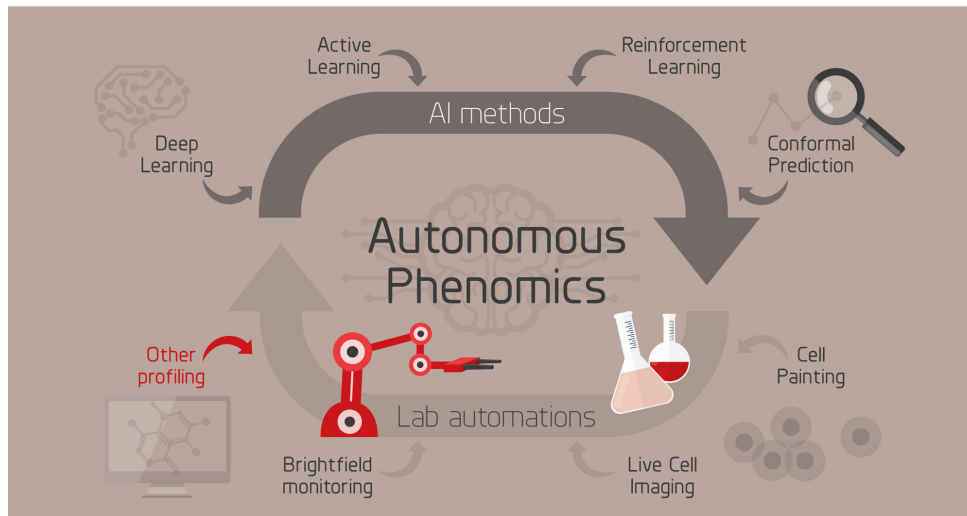 Active
Learning
Reinforcement
Learning
AI methods
Deep
Learning
Conformal
Prediction
Autonomous
Phenomics
Other
profiling
Cell
Painting
Lab automations
Brightfield
monitoring
Live Cell
Imaging